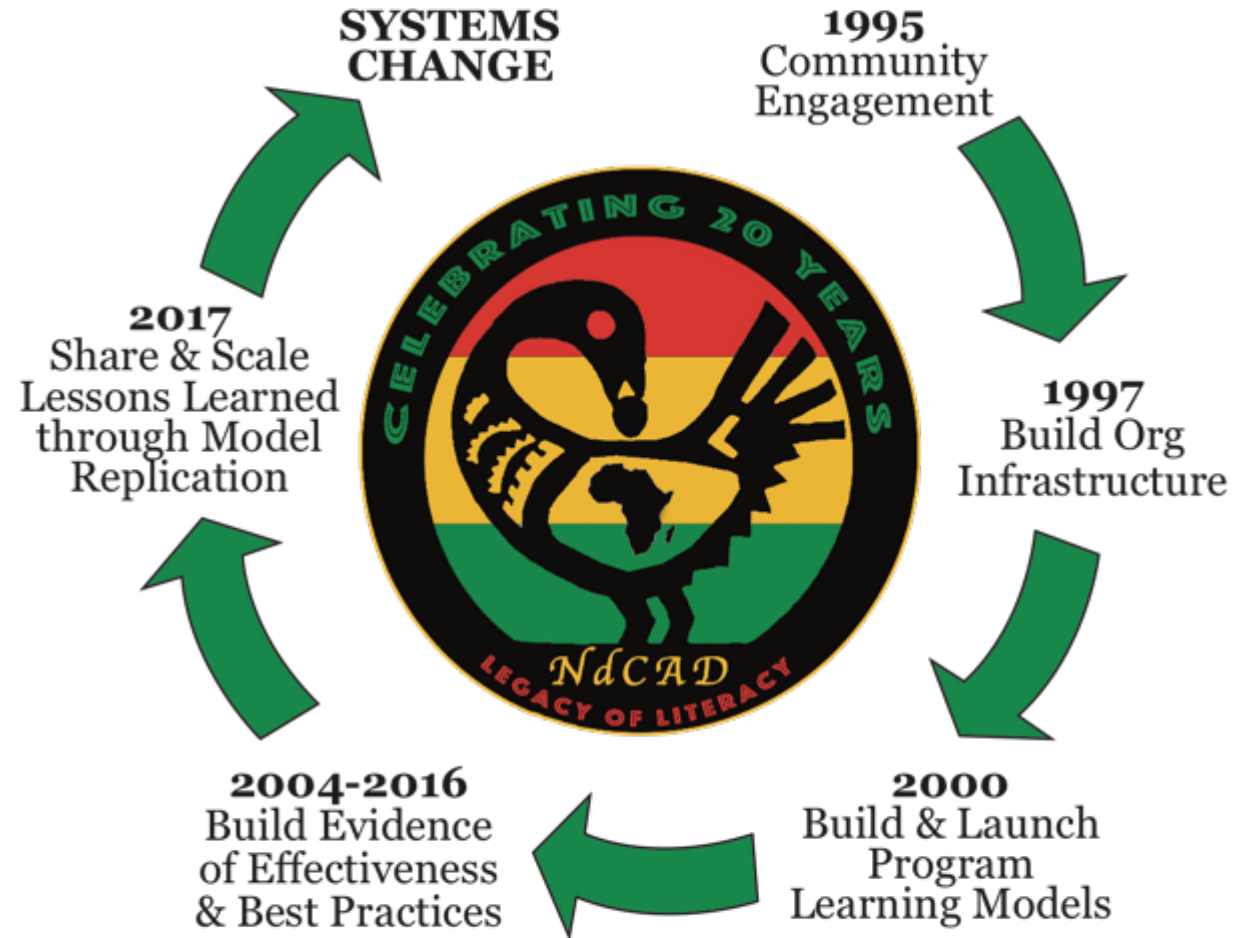 SYSTEMS
CHANGE
1995
Community
Engagement
1997
Build Org
Infrastructure
2000
Build & Launch
Program
Learning Models
2004-2016
Build Evidence
of Effectiveness
& Best Practices
2017
Share & Scale
Lessons Learned
through Model
Replication
CELEBRATING 20 YEARS
NdCAD
LEGACY OF LITERACY